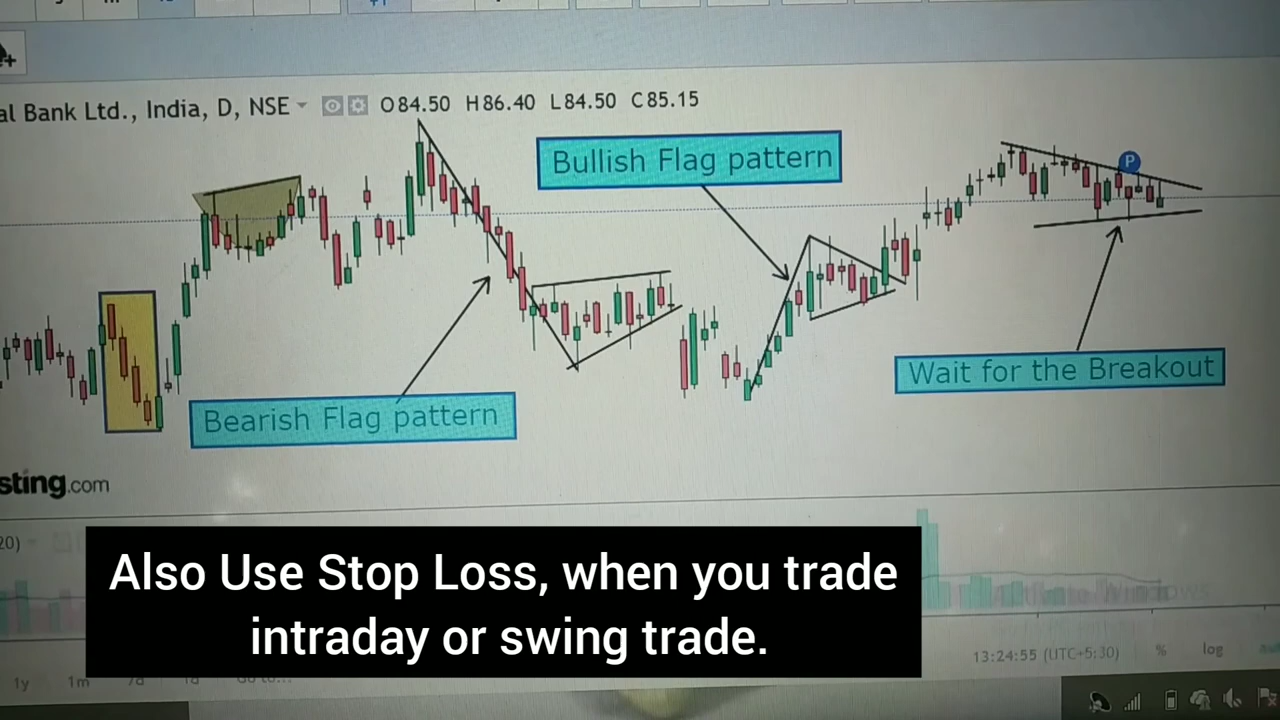 al Bank Ltd., India, D, NSE O84.50 H86.40 L84.50 C85.15
Bullish Flag pattern
P
Wait for the Breakout
Bearish Flag pattern
sting.com
20)
Also Use Stop Loss, when you trade
intraday or swing trade.
13:24:55 (UTC+5:30) % log
1y 1m